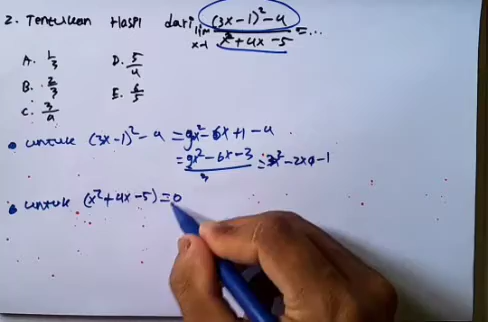 2. Tentukan Hasil dari lim x→1 (3x-1)² - 4 / x² + 4x - 5 = ...
A. 1/3 D. 5/4
B. 2/3 E. 6/5
C. 3/4
• untuk (3x-1)² - 4 = 9x² - 6x + 1 - 4
= 9x² - 6x - 3 / 3 = 3x² - 2x - 1
• untuk (x² + 4x - 5) = 0